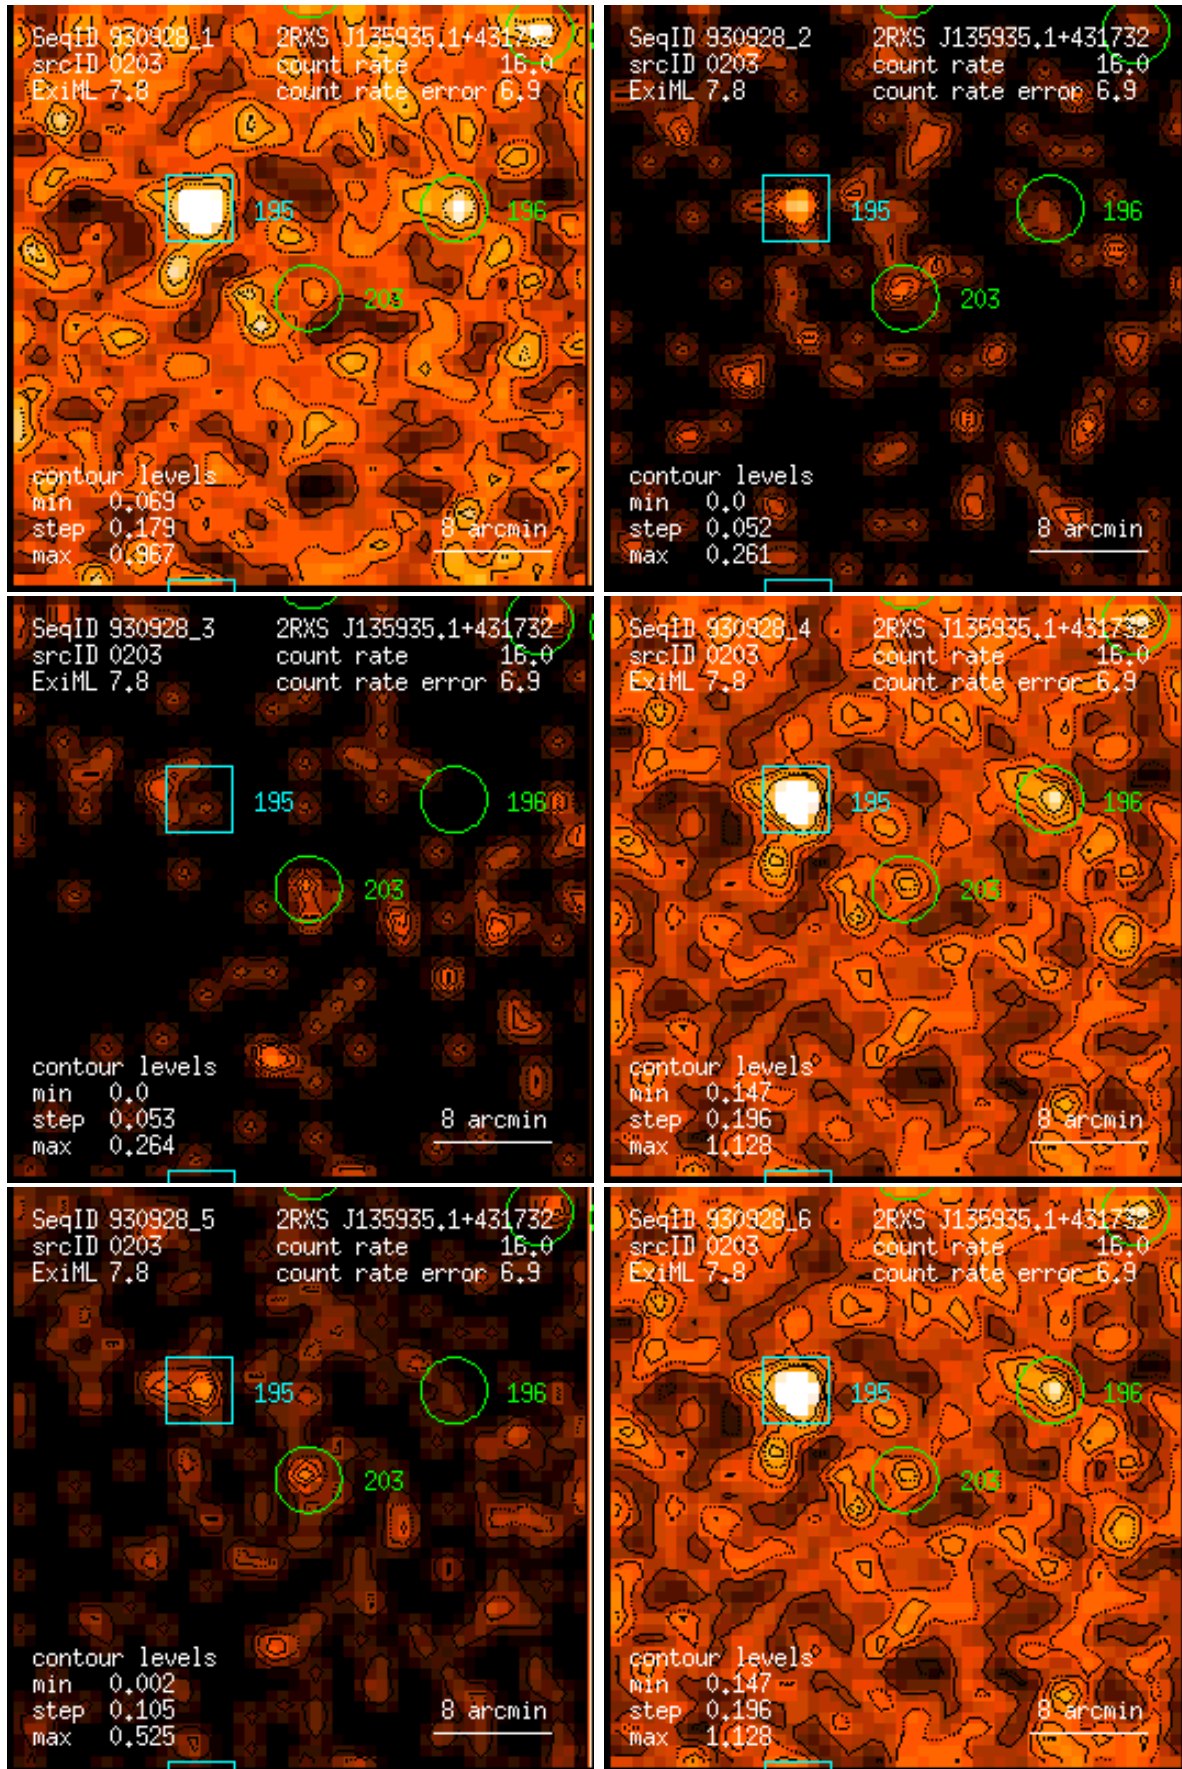 SeqID 930928_1 2RXS J135935.1+431732
srcID 0203 count rate 16.0
ExiML 7.8 count rate error 6.9
195
196
203
contour levels
min 0.069
step 0.179 8 arcmin
max 0.967
SeqID 930928_2 2RXS J135935.1+431732
srcID 0203 count rate 16.0
ExiML 7.8 count rate error 6.9
195
196
203
contour levels
min 0.0
step 0.052 8 arcmin
max 0.261
SeqID 930928_3 2RXS J135935.1+431732
srcID 0203 count rate 16.0
ExiML 7.8 count rate error 6.9
195
196
203
contour levels
min 0.0
step 0.053 8 arcmin
max 0.264
SeqID 930928_4 2RXS J135935.1+431732
srcID 0203 count rate 16.0
ExiML 7.8 count rate error 6.9
195
196
203
contour levels
min 0.147
step 0.196 8 arcmin
max 1.128
SeqID 930928_5 2RXS J135935.1+431732
srcID 0203 count rate 16.0
ExiML 7.8 count rate error 6.9
195
196
203
contour levels
min 0.002
step 0.105 8 arcmin
max 0.525
SeqID 930928_6 2RXS J135935.1+431732
srcID 0203 count rate 16.0
ExiML 7.8 count rate error 6.9
195
196
203
contour levels
min 0.147
step 0.196 8 arcmin
max 1.128